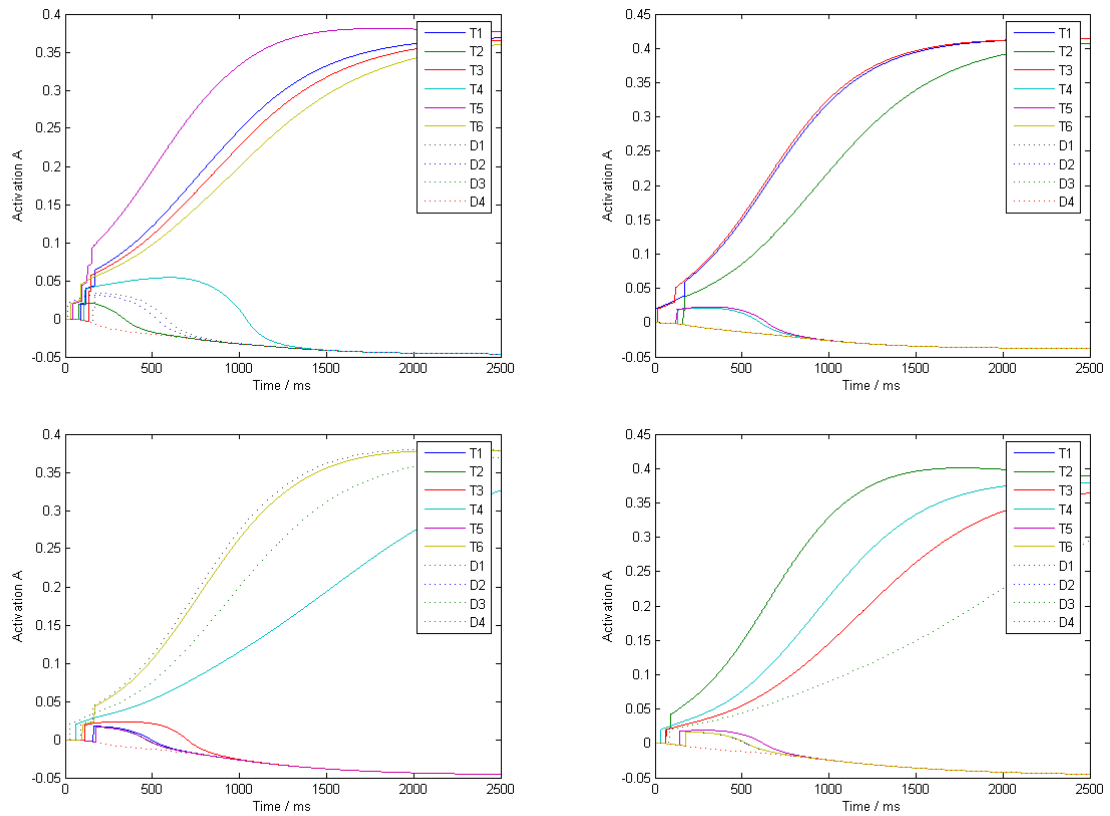 0.4
0.35
0.3
0.25
0.2
0.15
0.1
0.05
0
-0.05
Activation A
0 500 1000 1500 2000 2500
Time / ms
T1
T2
T3
T4
T5
T6
D1
D2
D3
D4
0.45
0.4
0.35
0.3
0.25
0.2
0.15
0.1
0.05
0
-0.05
Activation A
0 500 1000 1500 2000 2500
Time / ms
T1
T2
T3
T4
T5
T6
D1
D2
D3
D4
0.4
0.35
0.3
0.25
0.2
0.15
0.1
0.05
0
-0.05
Activation A
0 500 1000 1500 2000 2500
Time / ms
T1
T2
T3
T4
T5
T6
D1
D2
D3
D4
0.45
0.4
0.35
0.3
0.25
0.2
0.15
0.1
0.05
0
-0.05
Activation A
0 500 1000 1500 2000 2500
Time / ms
T1
T2
T3
T4
T5
T6
D1
D2
D3
D4